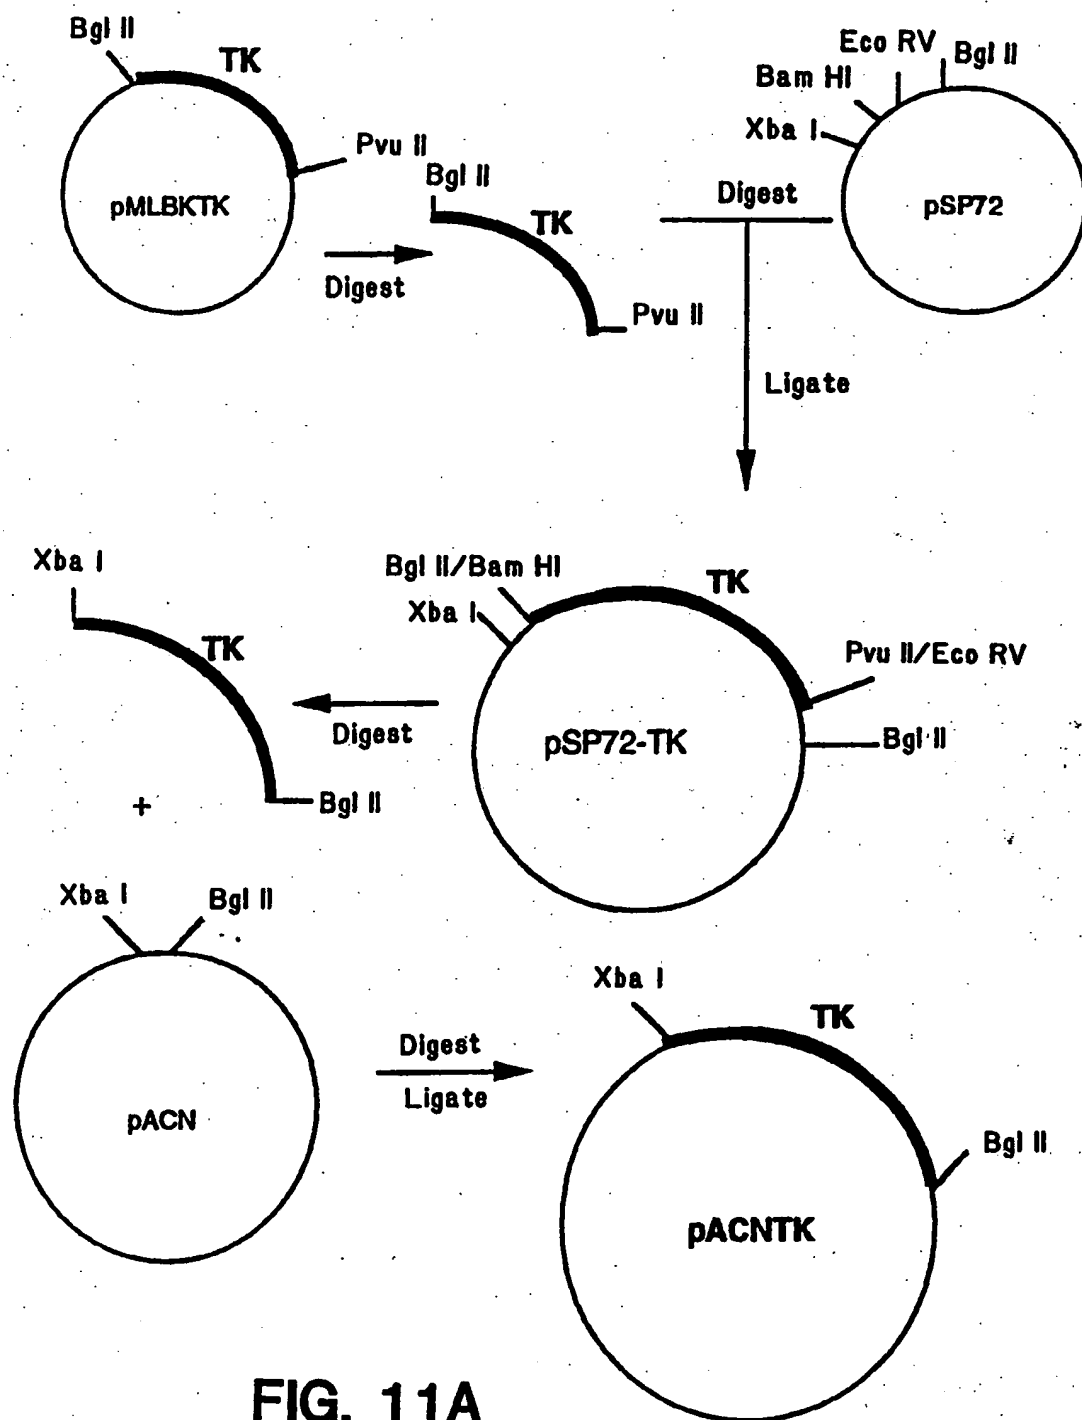 Bgl II
TK
Pvu II
pMLBKTK
Digest
Bgl II
TK
Pvu II
Eco RV
Bgl II
Bam HI
Xba I
pSP72
Digest
Ligate
Bgl II/Bam HI
Xba I
TK
Pvu II/Eco RV
Bgl II
pSP72-TK
Digest
Xba I
TK
Bgl II
+
Xba I
Bgl II
pACN
Digest
Ligate
Xba I
TK
Bgl II
pACNTK
FIG. 11A